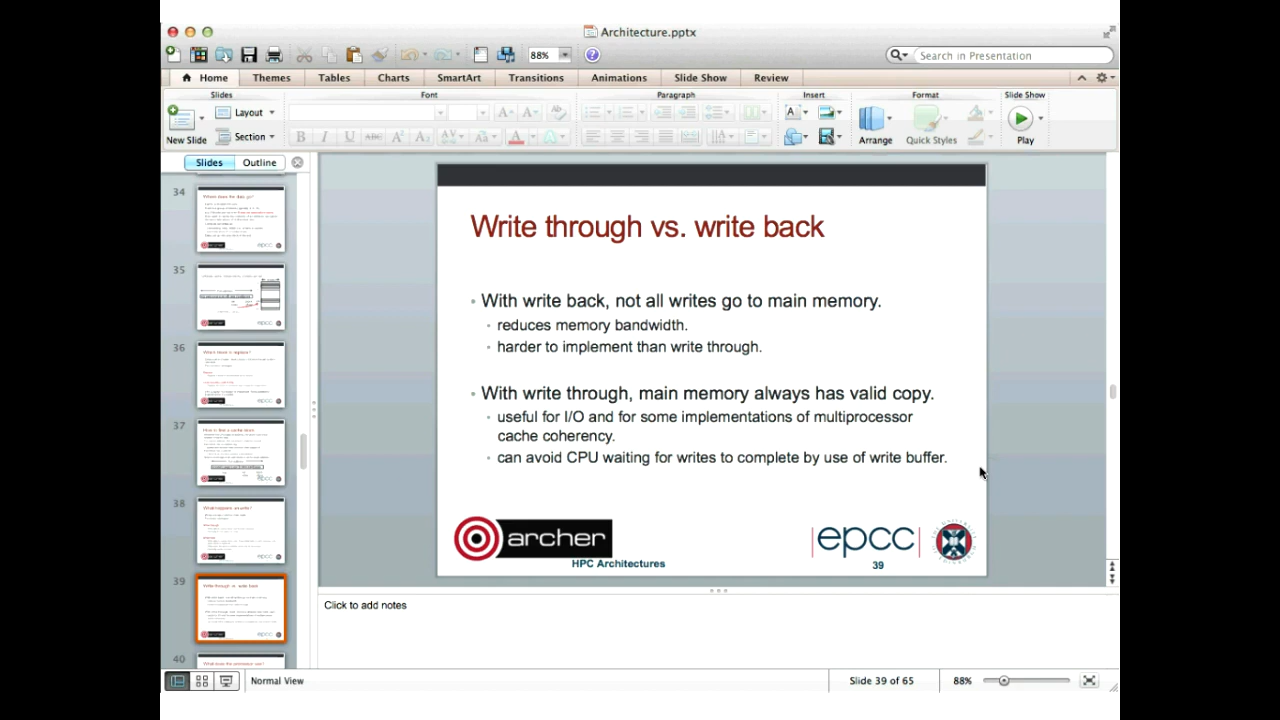 Architecture.pptx
88%
Search in Presentation
Home Themes Tables Charts SmartArt Transitions Animations Slide Show Review
Slides Font Paragraph Insert Format Slide Show
Layout
New Slide
Section
Arrange
Quick Styles
Play
Slides Outline
34
35
36
37
38
39
40
Write through vs. write back
With write back, not all writes go to main memory.
reduces memory bandwidth.
harder to implement than write through.
With write through, main memory always has valid copy.
useful for I/O and for some implementations of multiprocessor
cache coherency.
can avoid CPU waiting writes to complete by use of write buffer.
archer
epcc
HPC Architectures
39
Click to add notes
Normal View
Slide 39 of 65
88%